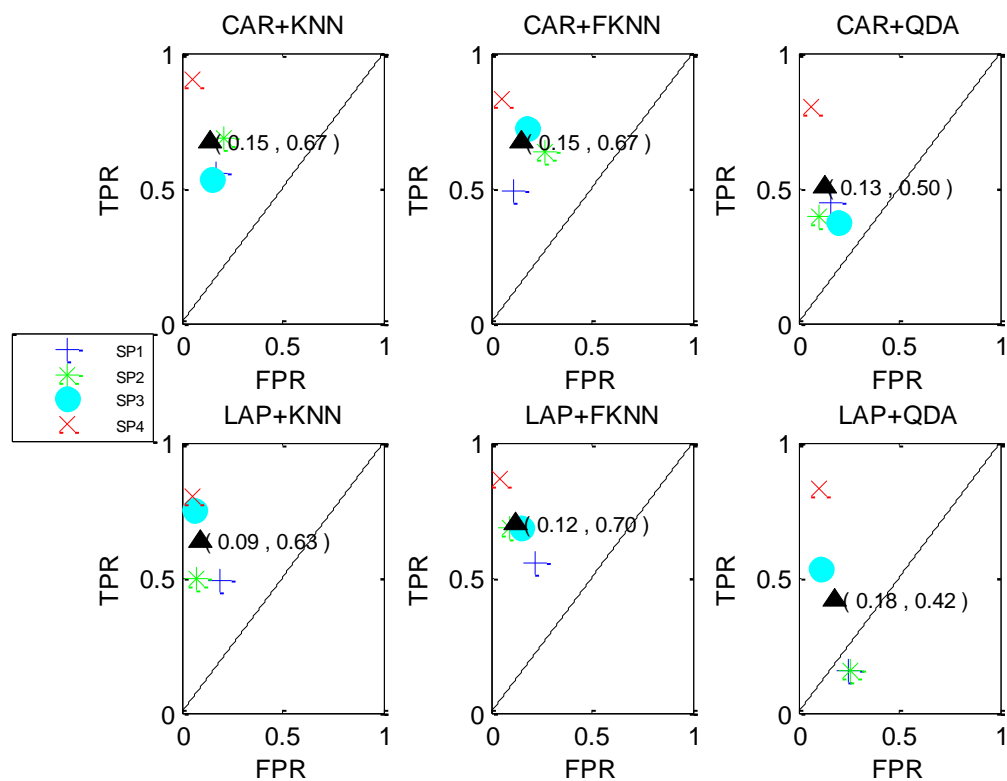 CAR+KNN
1
TPR
0.5
( 0.15 , 0.67 )
0
0
0.5
1
FPR
CAR+FKNN
1
TPR
0.5
( 0.15 , 0.67 )
0
0
0.5
1
FPR
CAR+QDA
1
TPR
0.5
( 0.13 , 0.50 )
0
0
0.5
1
FPR
SP1
SP2
SP3
SP4
LAP+KNN
1
TPR
0.5
( 0.09 , 0.63 )
0
0
0.5
1
FPR
LAP+FKNN
1
TPR
0.5
( 0.12 , 0.70 )
0
0
0.5
1
FPR
LAP+QDA
1
TPR
0.5
( 0.18 , 0.42 )
0
0
0.5
1
FPR